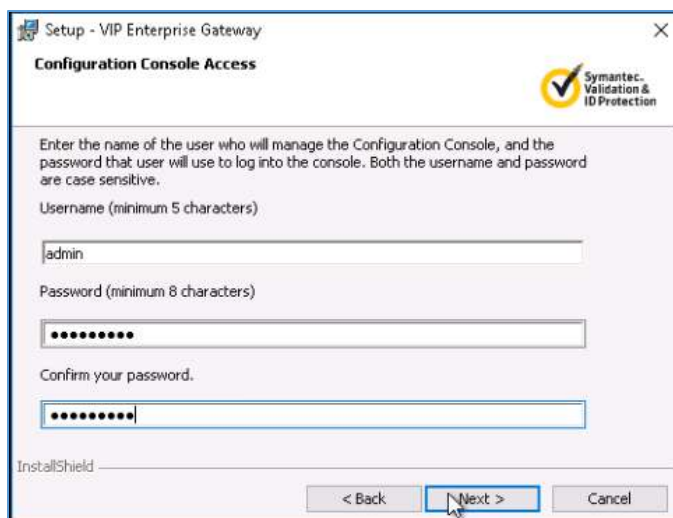 Setup - VIP Enterprise Gateway
Configuration Console Access
Symantec™
Validation &
ID Protection
Enter the name of the user who will manage the Configuration Console, and the
password that user will use to log into the console. Both the username and password
are case sensitive.
Username (minimum 5 characters)
admin
Password (minimum 8 characters)
●●●●●●●●●
Confirm your password.
●●●●●●●●●
InstallShield
< Back Next > Cancel